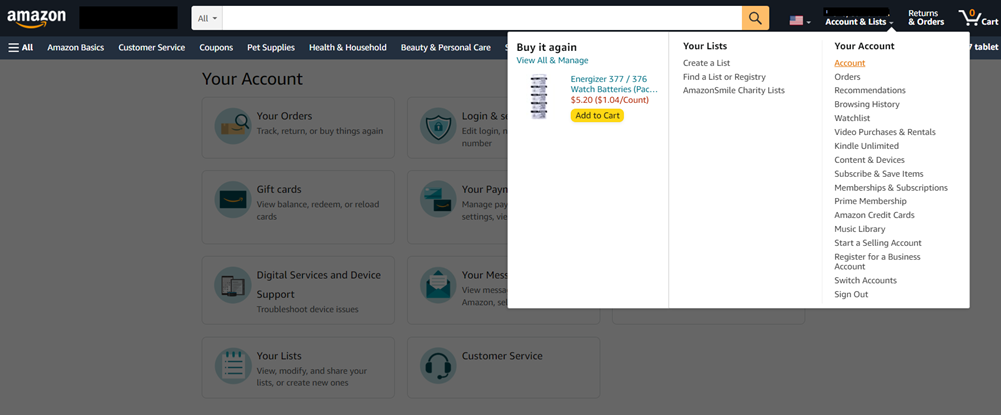 amazon
All
Account & Lists
Returns
& Orders
0
Cart
All
Amazon Basics
Customer Service
Coupons
Pet Supplies
Health & Household
Beauty & Personal Care
7 tablet
Your Account
Your Orders
Track, return, or buy things again
Login & se
Edit login, n
number
Gift cards
View balance, redeem, or reload
cards
Your Paym
Manage pay
settings, vie
Digital Services and Device
Support
Troubleshoot device issues
Your Mess
View messa
Amazon, sel
Your Lists
View, modify, and share your
lists, or create new ones
Customer Service
Buy it again
View All & Manage
Energizer 377 / 376
Watch Batteries (Pac...
$5.20 ($1.04/Count)
Add to Cart
Your Lists
Create a List
Find a List or Registry
AmazonSmile Charity Lists
Your Account
Account
Orders
Recommendations
Browsing History
Watchlist
Video Purchases & Rentals
Kindle Unlimited
Content & Devices
Subscribe & Save Items
Memberships & Subscriptions
Prime Membership
Amazon Credit Cards
Music Library
Start a Selling Account
Register for a Business
Account
Switch Accounts
Sign Out